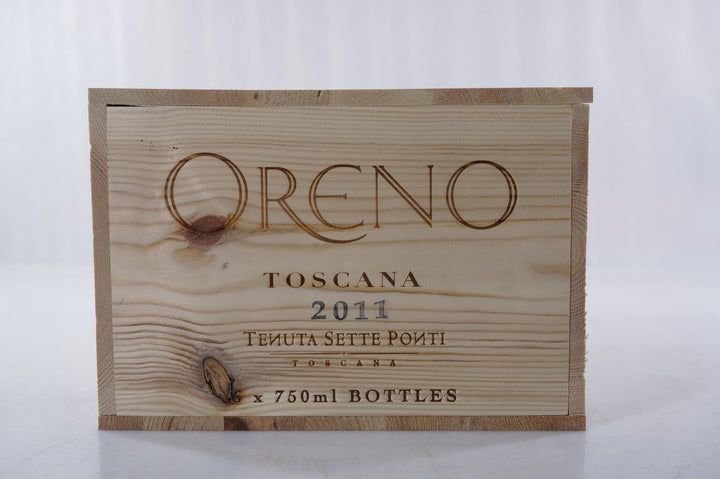 ORENO
TOSCANA
2011
TENUTA SETTE PONTI
TOSCANA
6 x 750ml BOTTLES